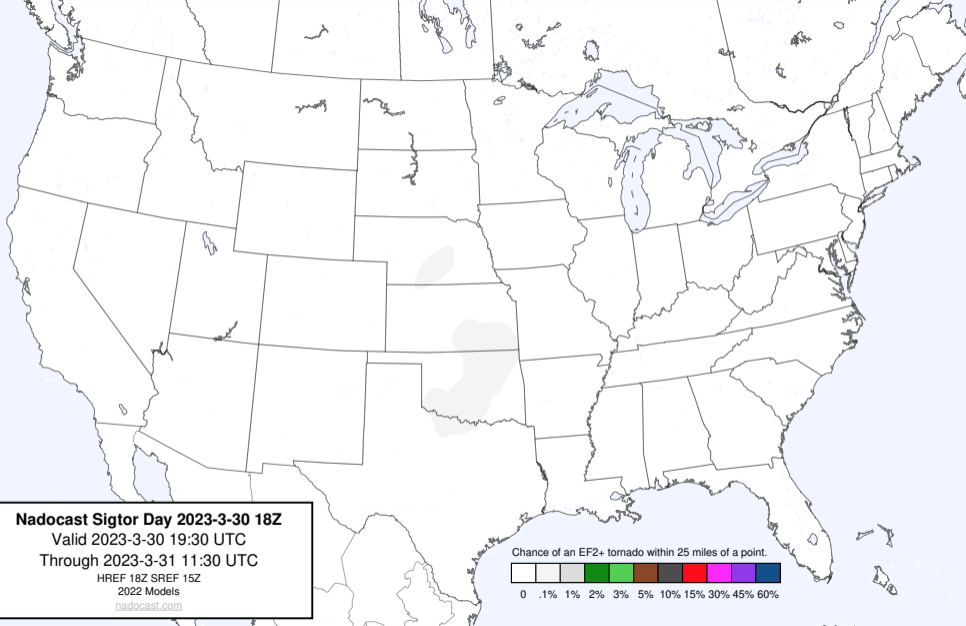 Nadocast Sigtor Day 2023-3-30 18Z
Valid 2023-3-30 19:30 UTC
Through 2023-3-31 11:30 UTC
HREF 18Z SREF 15Z
2022 Models
nadocast.com
Chance of an EF2+ tornado within 25 miles of a point.
0 .1% 1% 2% 3% 5% 10% 15% 30% 45% 60%